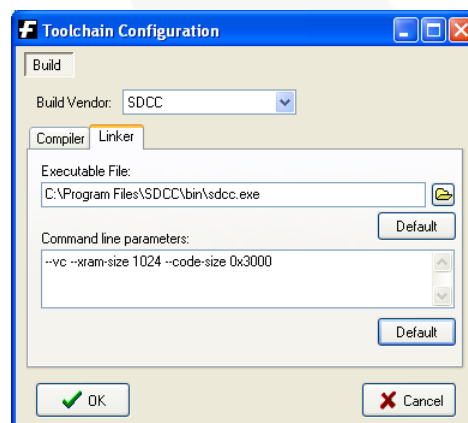 Toolchain Configuration
Build
Build Vendor: SDCC
Compiler Linker
Executable File:
C:\Program Files\SDCC\bin\sdcc.exe
Default
Command line parameters:
--vc --xram-size 1024 --code-size 0x3000
Default
OK Cancel